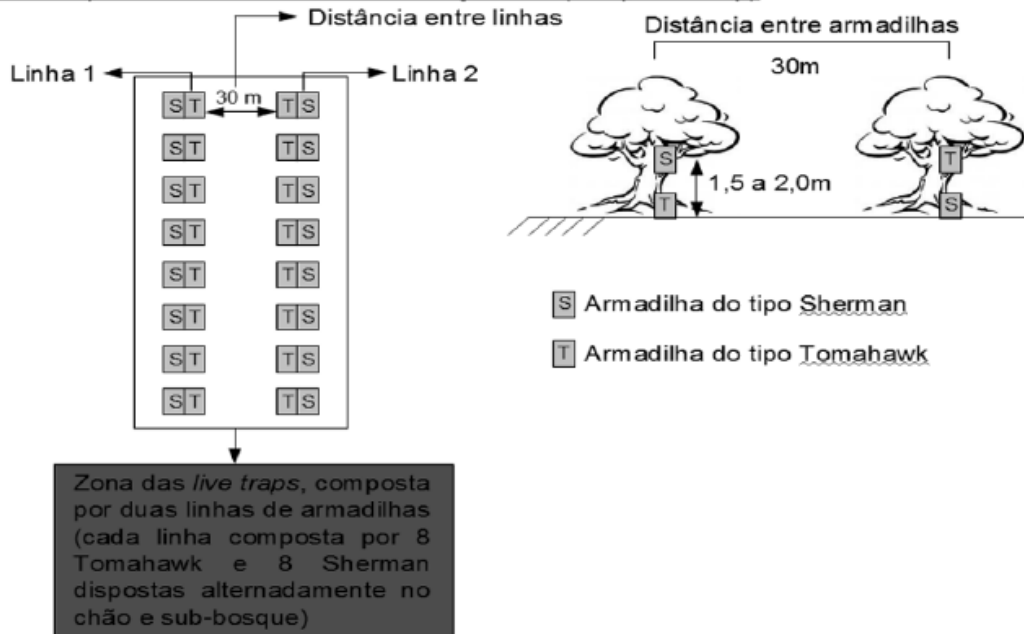 Distância entre linhas
Linha 1
Linha 2
30 m
S T T S
S T T S
S T T S
S T T S
S T T S
S T T S
S T T S
S T T S
Zona das live traps, composta
por duas linhas de armadilhas
(cada linha composta por 8
Tomahawk e 8 Sherman
dispostas alternadamente no
chão e sub-bosque)
Distância entre armadilhas
30m
S
T
1,5 a 2,0m
T
S
S Armadilha do tipo Sherman
T Armadilha do tipo Tomahawk